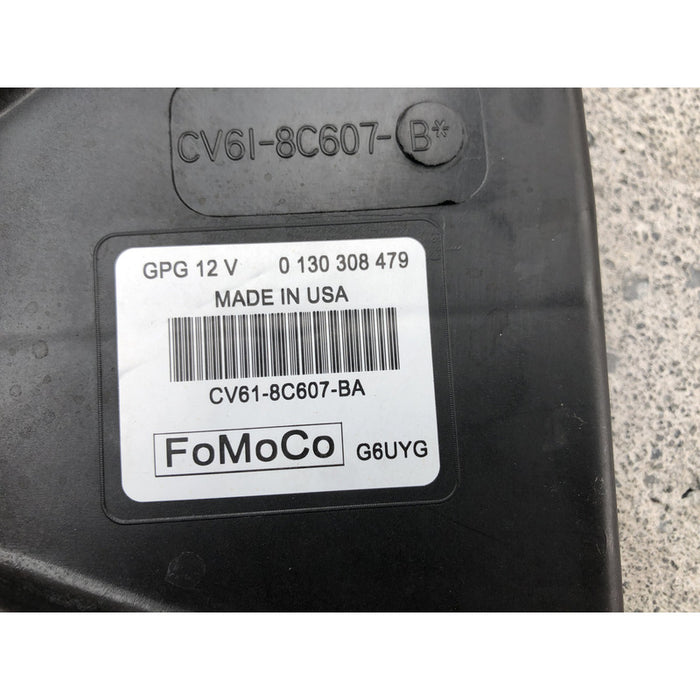 CV61-8C607-B*
GPG 12 V 0 130 308 479
MADE IN USA
CV61-8C607-BA
FoMoCo G6UYG